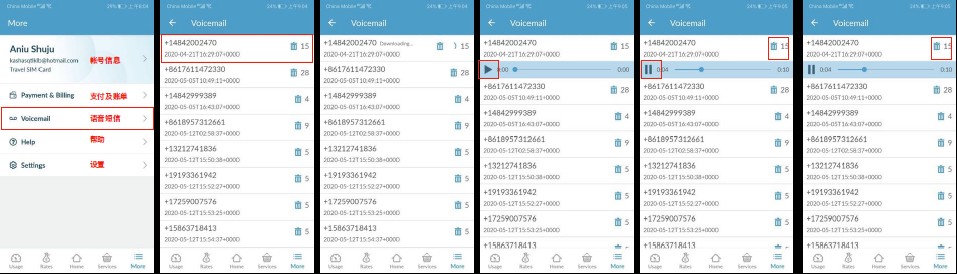 China Mobile 39% 上午8:04
More
Aniu Shuju
kashasqtklb@hotmail.com
账号信息
Travel SIM Card
Payment & Billing 支付及账单
Voicemail 语音短信
Help 帮助
Settings 设置
Usage Rates Home Services More
China Mobile 24% 上午9:03
Voicemail
+14842002470 15
2020-04-21T16:29:07+0000
+8617611472330 28
2020-05-05T10:49:11+0000
+14842999389 4
2020-05-05T16:43:07+0000
+8618957312661 9
2020-05-12T02:58:37+0000
+13212741836 5
2020-05-12T15:50:38+0000
+19193361942 5
2020-05-12T15:52:27+0000
+17259007576 5
2020-05-12T15:53:25+0000
+15863718413 5
2020-05-12T15:54:37+0000
Usage Rates Home Services More
China Mobile 24% 上午9:03
Voicemail
+14842002470 Downloading... 15
2020-04-21T16:29:07+0000
+8617611472330 28
2020-05-05T10:49:11+0000
+14842999389 4
2020-05-05T16:43:07+0000
+8618957312661 9
2020-05-12T02:58:37+0000
+13212741836 5
2020-05-12T15:50:38+0000
+19193361942 5
2020-05-12T15:52:27+0000
+17259007576 5
2020-05-12T15:53:25+0000
+15863718413 5
2020-05-12T15:54:37+0000
Usage Rates Home Services More
China Mobile 24% 上午9:03
Voicemail
+14842002470 15
2020-04-21T16:29:07+0000
0:00 0:00
+8617611472330 28
2020-05-05T10:49:11+0000
+14842999389 4
2020-05-05T16:43:07+0000
+8618957312661 9
2020-05-12T02:58:37+0000
+13212741836 5
2020-05-12T15:50:38+0000
+19193361942 5
2020-05-12T15:52:27+0000
+17259007576 5
2020-05-12T15:53:25+0000
+15863718413
Usage Rates Home Services More
China Mobile 24% 上午9:04
Voicemail
+14842002470 15
2020-04-21T16:29:07+0000
0:04 0:10
+8617611472330 28
2020-05-05T10:49:11+0000
+14842999389 4
2020-05-05T16:43:07+0000
+8618957312661 9
2020-05-12T02:58:37+0000
+13212741836 5
2020-05-12T15:50:38+0000
+19193361942 5
2020-05-12T15:52:27+0000
+17259007576 5
2020-05-12T15:53:25+0000
+15863718413
Usage Rates Home Services More
China Mobile 24% 上午9:04
Voicemail
+14842002470 15
2020-04-21T16:29:07+0000
0:04 0:10
+8617611472330 28
2020-05-05T10:49:11+0000
+14842999389 4
2020-05-05T16:43:07+0000
+8618957312661 9
2020-05-12T02:58:37+0000
+13212741836 5
2020-05-12T15:50:38+0000
+19193361942 5
2020-05-12T15:52:27+0000
+17259007576 5
2020-05-12T15:53:25+0000
+15863718413
Usage Rates Home Services More